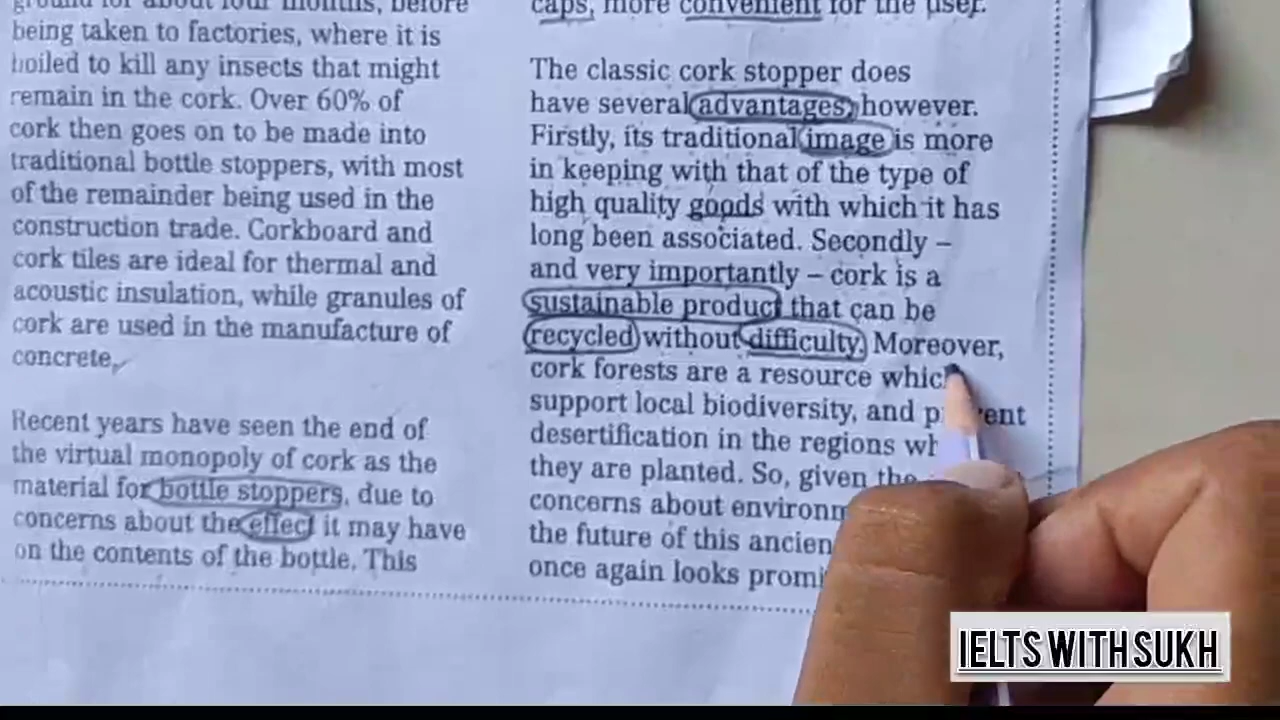 ground for about four months, before
being taken to factories, where it is
boiled to kill any insects that might
remain in the cork. Over 60% of
cork then goes on to be made into
traditional bottle stoppers, with most
of the remainder being used in the
construction trade. Corkboard and
cork tiles are ideal for thermal and
acoustic insulation, while granules of
cork are used in the manufacture of
concrete.
Recent years have seen the end of
the virtual monopoly of cork as the
material for bottle stoppers, due to
concerns about the effect it may have
on the contents of the bottle. This
caps, more convenient for the user.
The classic cork stopper does
have several advantages, however.
Firstly, its traditional image is more
in keeping with that of the type of
high quality goods with which it has
long been associated. Secondly –
and very importantly – cork is a
sustainable product that can be
recycled without difficulty. Moreover,
cork forests are a resource
support local biodiversity, and
desertification in the regions
they are planted. So, given the
concerns about
the future of this
once again looks
IELTS WITH SUKH